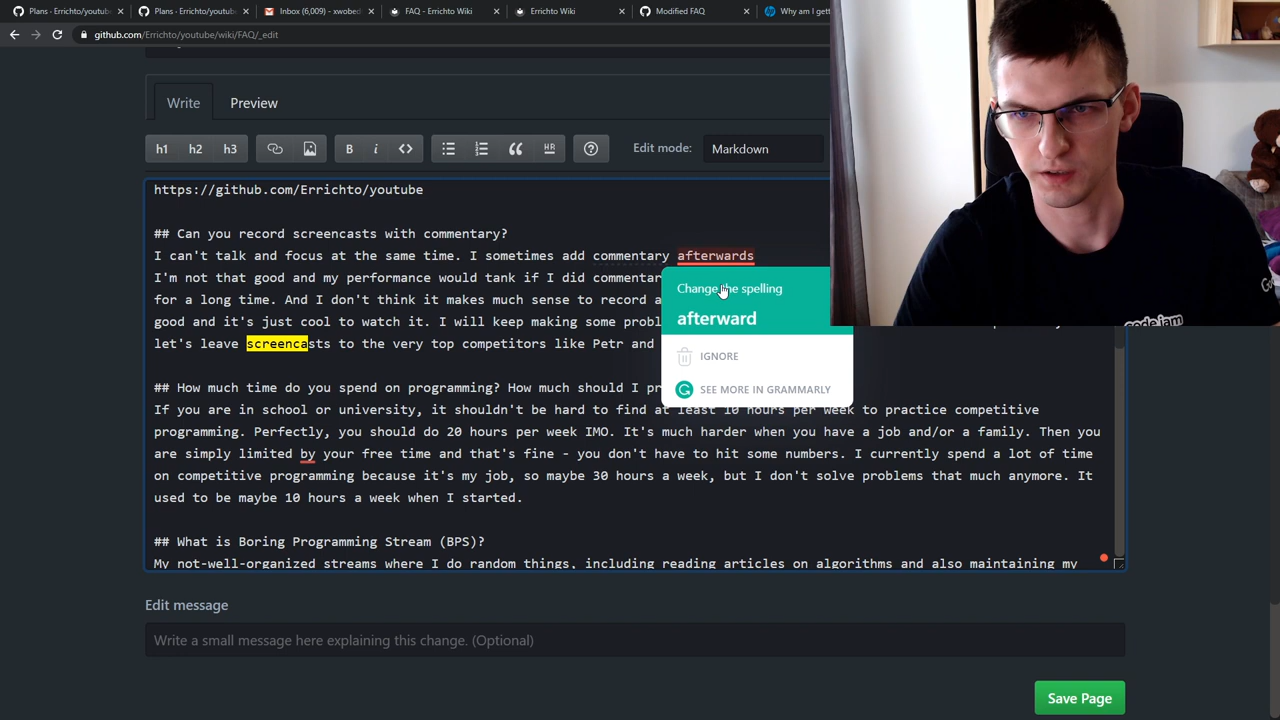 Plans - Errichto/youtub
Plans - Errichto/youtub
Inbox (6,009) - xwobed
FAQ - Errichto Wiki
Errichto Wiki
Modified FAQ
Why am I gett
github.com/Errichto/youtube/wiki/FAQ/_edit
Write
Preview
h1 h2 h3 B i <> HR Edit mode: Markdown
https://github.com/Errichto/youtube
## Can you record screencasts with commentary?
I can't talk and focus at the same time. I sometimes add commentary afterwards
I'm not that good and my performance would tank if I did commentar
for a long time. And I don't think it makes much sense to record a
good and it's just cool to watch it. I will keep making some probl
let's leave screencasts to the very top competitors like Petr and
Change the spelling
afterward
IGNORE
SEE MORE IN GRAMMARLY
## How much time do you spend on programming? How much should I pr
If you are in school or university, it shouldn't be hard to find at least 10 hours per week to practice competitive
programming. Perfectly, you should do 20 hours per week IMO. It's much harder when you have a job and/or a family. Then you
are simply limited by your free time and that's fine - you don't have to hit some numbers. I currently spend a lot of time
on competitive programming because it's my job, so maybe 30 hours a week, but I don't solve problems that much anymore. It
used to be maybe 10 hours a week when I started.
## What is Boring Programming Stream (BPS)?
My not-well-organized streams where I do random things, including reading articles on algorithms and also maintaining my
Edit message
Write a small message here explaining this change. (Optional)
Save Page
code jam